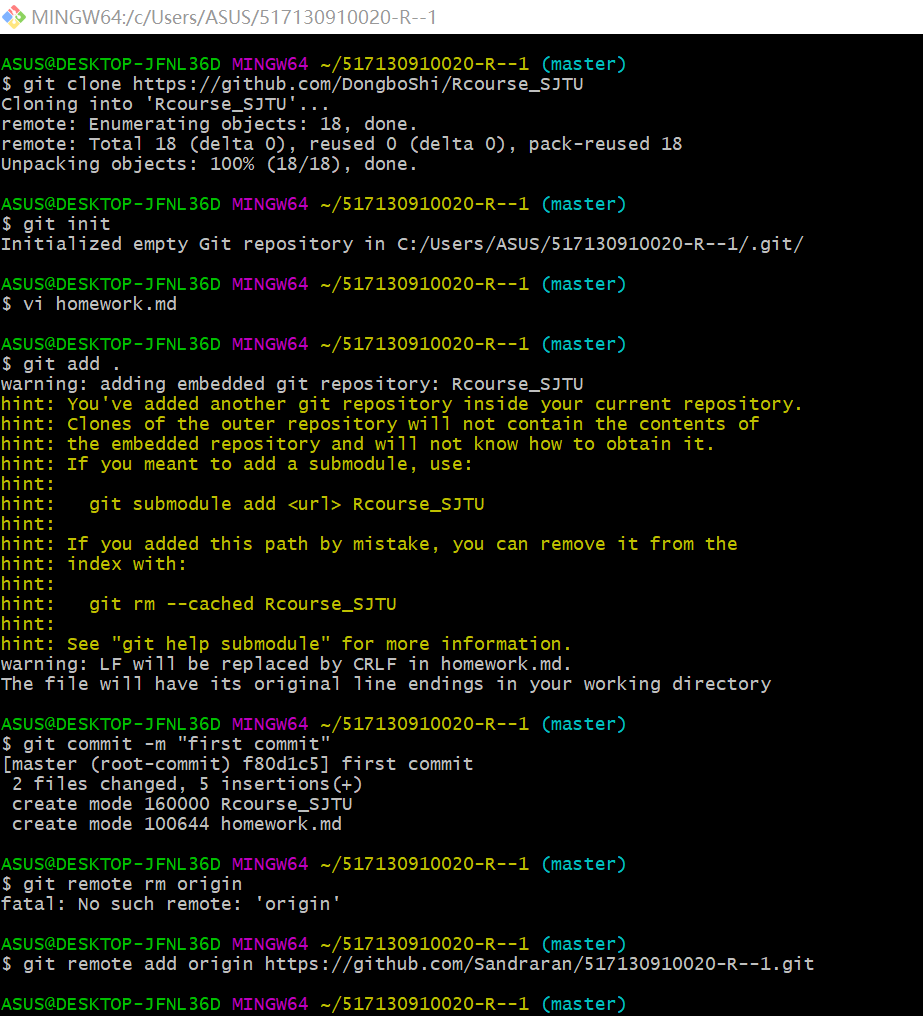 MINGW64:/c/Users/ASUS/517130910020-R--1
ASUS@DESKTOP-JFNL36D MINGW64 ~/517130910020-R--1 (master)
$ git clone https://github.com/DongboShi/Rcourse_SJTU
Cloning into 'Rcourse_SJTU'...
remote: Enumerating objects: 18, done.
remote: Total 18 (delta 0), reused 0 (delta 0), pack-reused 18
Unpacking objects: 100% (18/18), done.
ASUS@DESKTOP-JFNL36D MINGW64 ~/517130910020-R--1 (master)
$ git init
Initialized empty Git repository in C:/Users/ASUS/517130910020-R--1/.git/
ASUS@DESKTOP-JFNL36D MINGW64 ~/517130910020-R--1 (master)
$ vi homework.md
ASUS@DESKTOP-JFNL36D MINGW64 ~/517130910020-R--1 (master)
$ git add .
warning: adding embedded git repository: Rcourse_SJTU
hint: You've added another git repository inside your current repository.
hint: Clones of the outer repository will not contain the contents of
hint: the embedded repository and will not know how to obtain it.
hint: If you meant to add a submodule, use:
hint:
hint:   git submodule add <url> Rcourse_SJTU
hint:
hint: If you added this path by mistake, you can remove it from the
hint: index with:
hint:
hint:   git rm --cached Rcourse_SJTU
hint:
hint: See "git help submodule" for more information.
warning: LF will be replaced by CRLF in homework.md.
The file will have its original line endings in your working directory
ASUS@DESKTOP-JFNL36D MINGW64 ~/517130910020-R--1 (master)
$ git commit -m "first commit"
[master (root-commit) f80d1c5] first commit
 2 files changed, 5 insertions(+)
 create mode 160000 Rcourse_SJTU
 create mode 100644 homework.md
ASUS@DESKTOP-JFNL36D MINGW64 ~/517130910020-R--1 (master)
$ git remote rm origin
fatal: No such remote: 'origin'
ASUS@DESKTOP-JFNL36D MINGW64 ~/517130910020-R--1 (master)
$ git remote add origin https://github.com/Sandraran/517130910020-R--1.git
ASUS@DESKTOP-JFNL36D MINGW64 ~/517130910020-R--1 (master)